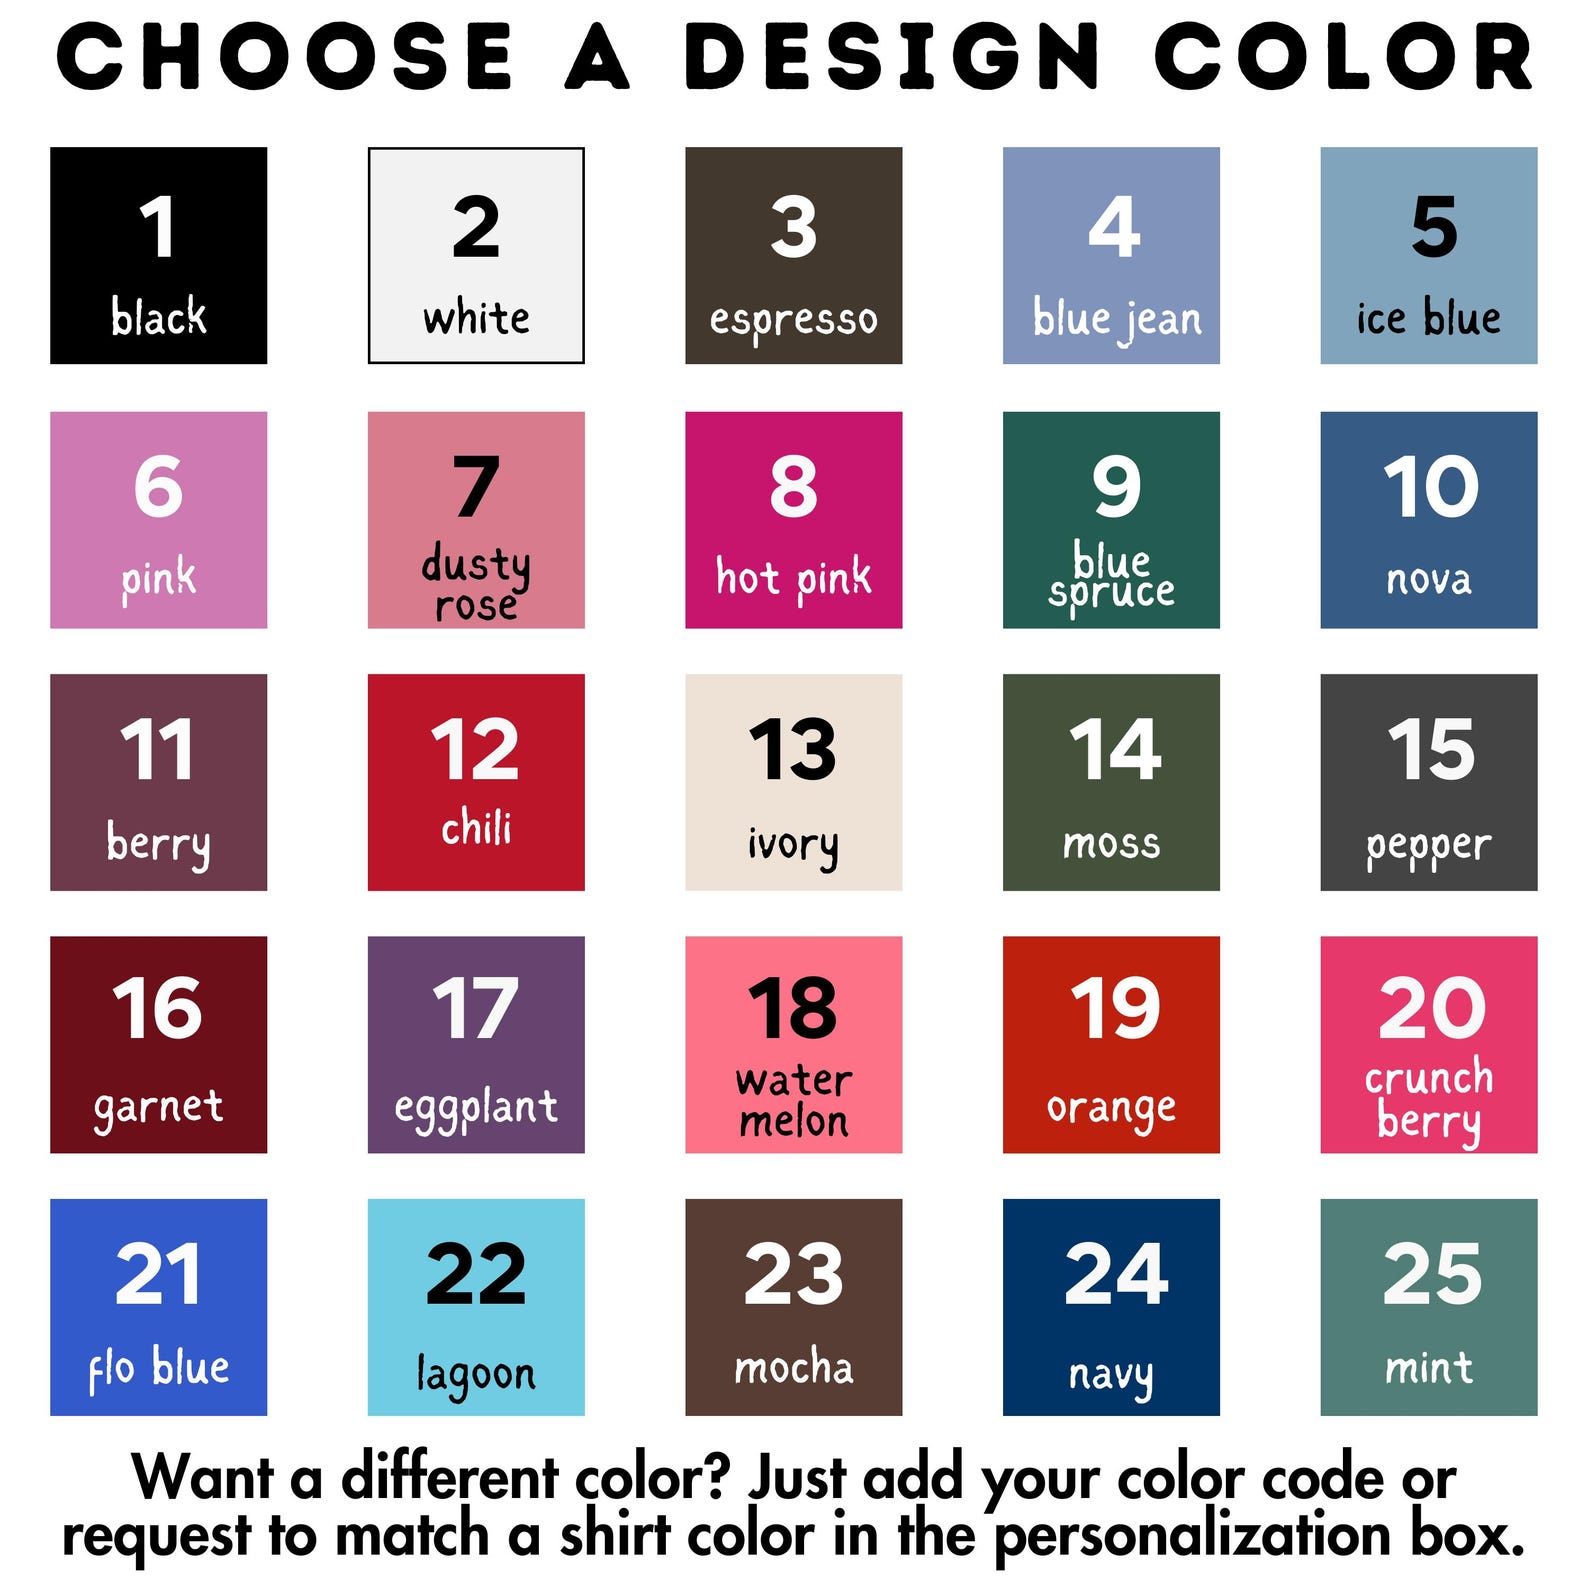 CHOOSE A DESIGN COLOR
1
black
2
white
3
espresso
4
blue jean
5
ice blue
6
pink
7
dusty
rose
8
hot pink
9
blue
spruce
10
nova
11
berry
12
chili
13
ivory
14
moss
15
pepper
16
garnet
17
eggplant
18
water
melon
19
orange
20
crunch
berry
21
flo blue
22
lagoon
23
mocha
24
navy
25
mint
Want a different color? Just add your color code or
request to match a shirt color in the personalization box.